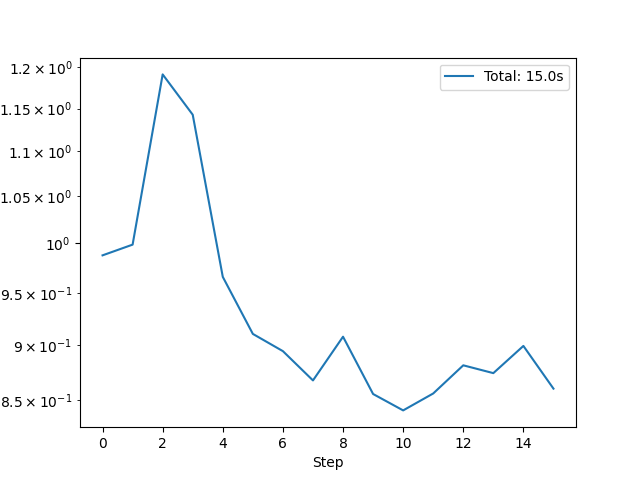 1.2 × 10⁰
1.15 × 10⁰
1.1 × 10⁰
1.05 × 10⁰
10⁰
9.5 × 10⁻¹
9 × 10⁻¹
8.5 × 10⁻¹
Total: 15.0s
0 2 4 6 8 10 12 14
Step